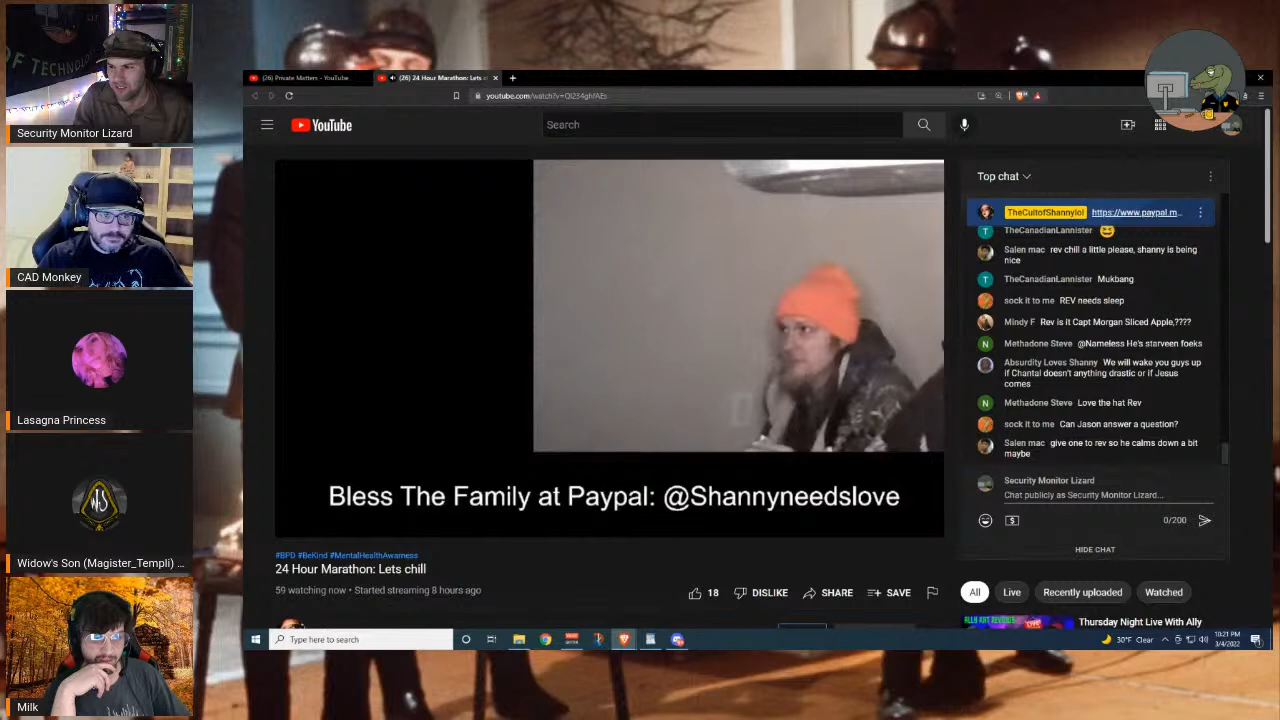 OF TECHNOLOGY
Security Monitor Lizard
CAD Monkey
Lasagna Princess
Widow's Son (Magister_Templi) ...
Milk
(26) Private Matters - YouTube
(26) 24 Hour Marathon: Lets c
YouTube
Search
Top chat
TheCultofShannylol https://www.paypal.m...
TheCanadianLannister
Salen mac rev chill a little please, shanny is being
nice
TheCanadianLannister Mukbang
sock it to me REV needs sleep
Mindy F Rev is it Capt Morgan Sliced Apple,????
Methadone Steve @Nameless He's starveen foeks
Absurdity Loves Shanny We will wake you guys up
if Chantal doesn't anything drastic or if Jesus
comes
Methadone Steve Love the hat Rev
sock it to me Can Jason answer a question?
Salen mac give one to rev so he calms down a bit
maybe
Security Monitor Lizard
Chat publicly as Security Monitor Lizard...
0/200
HIDE CHAT
Bless The Family at Paypal: @Shannyneedslove
#BPD #BeKind #MentalHealthAwarness
24 Hour Marathon: Lets chill
59 watching now • Started streaming 8 hours ago
18 DISLIKE SHARE SAVE
All Live Recently uploaded Watched
Thursday Night Live With Ally
Type here to search
30°F Clear
10:21 PM
3/4/2022